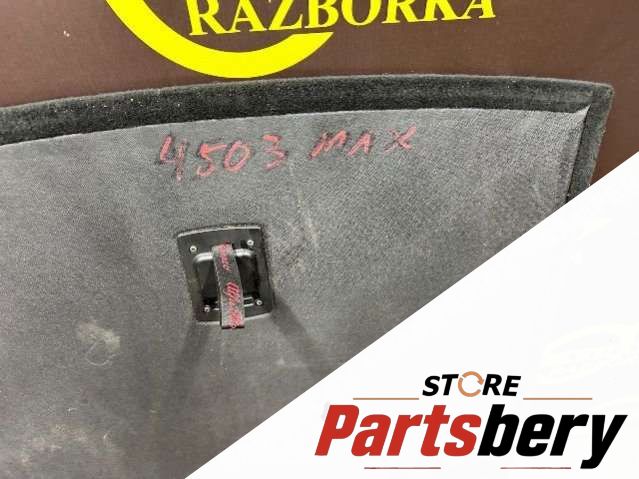 RAZBORKA
4503 MAX
STORE
Partsbery